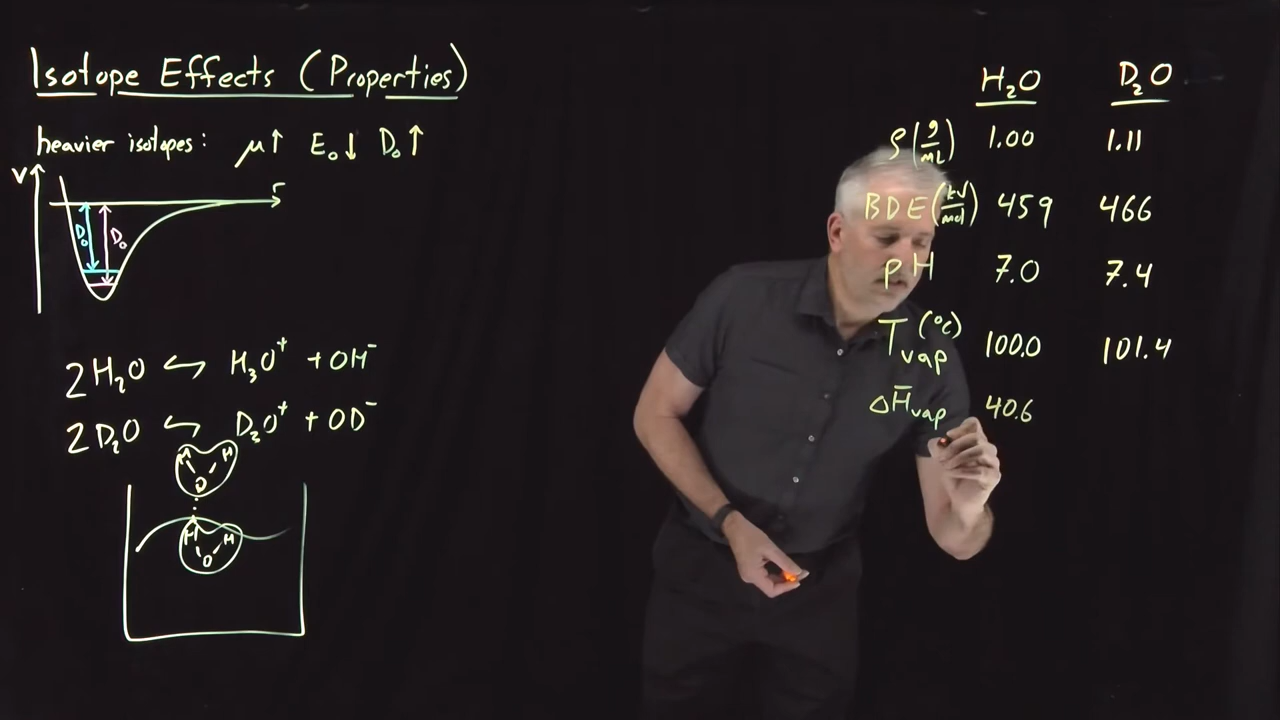 Isotope Effects (Properties)
heavier isotopes: μ↑ E₀↓ D₀↑
V
r
D₀ D₀
2H₂O ↔ H₃O⁺ + OH⁻
2D₂O ↔ D₃O⁺ + OD⁻
H H
O
H H
O
H₂O D₂O
ρ(g/mL) 1.00 1.11
BDE(kJ/mol) 459 466
pH 7.0 7.4
T_vap (°C) 100.0 101.4
ΔH̄_vap 40.6